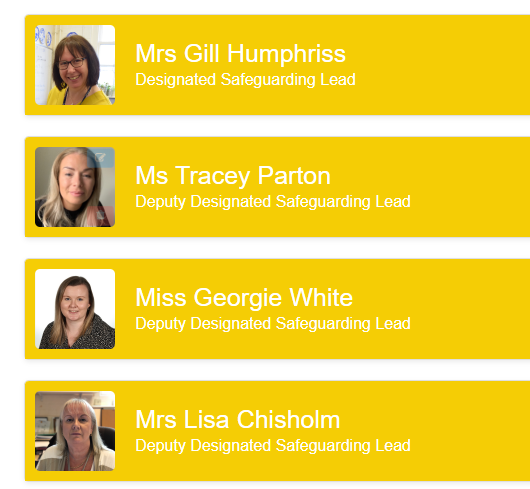 Mrs Gill Humphriss
Designated Safeguarding Lead
Ms Tracey Parton
Deputy Designated Safeguarding Lead
Miss Georgie White
Deputy Designated Safeguarding Lead
Mrs Lisa Chisholm
Deputy Designated Safeguarding Lead